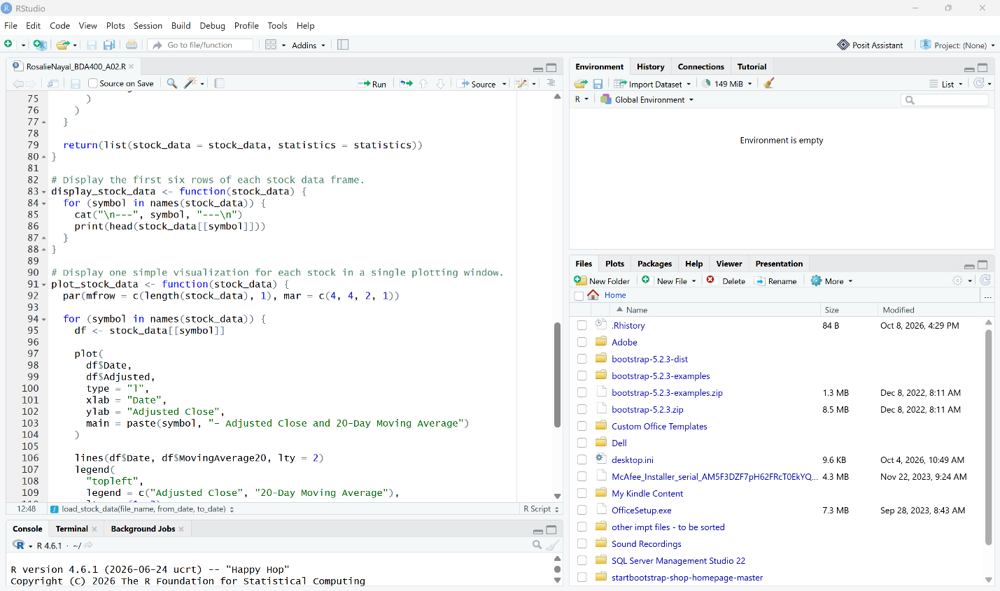 RStudio
File Edit Code View Plots Session Build Debug Profile Tools Help
Go to file/function Addins Posit Assistant Project: (None)
RosalieNayal_BDA400_A02.R
Source on Save Run Source
75 )
76 )
77 }
78
79 return(list(stock_data = stock_data, statistics = statistics))
80 }
81
82 # Display the first six rows of each stock data frame.
83 display_stock_data <- function(stock_data) {
84 for (symbol in names(stock_data)) {
85 cat("\n---", symbol, "---\n")
86 print(head(stock_data[[symbol]]))
87 }
88 }
89
90 # Display one simple visualization for each stock in a single plotting window.
91 plot_stock_data <- function(stock_data) {
92 par(mfrow = c(length(stock_data), 1), mar = c(4, 4, 2, 1))
93
94 for (symbol in names(stock_data)) {
95 df <- stock_data[[symbol]]
96
97 plot(
98 df$Date,
99 df$Adjusted,
100 type = "l",
101 xlab = "Date",
102 ylab = "Adjusted Close",
103 main = paste(symbol, "- Adjusted Close and 20-Day Moving Average")
104 )
105
106 lines(df$Date, df$MovingAverage20, lty = 2)
107 legend(
108 "topleft",
109 legend = c("Adjusted Close", "20-Day Moving Average"),
12:48 load_stock_data(file_name, from_date, to_date) R Script
Console Terminal Background Jobs
R 4.6.1 · ~/
R version 4.6.1 (2026-06-24 ucrt) -- "Happy Hop"
Copyright (C) 2026 The R Foundation for Statistical Computing
Environment History Connections Tutorial
Import Dataset 149 MiB List
R Global Environment
Environment is empty
Files Plots Packages Help Viewer Presentation
New Folder New File Delete Rename More
Home ...
Name Size Modified
.Rhistory 84 B Oct 8, 2026, 4:29 PM
Adobe
bootstrap-5.2.3-dist
bootstrap-5.2.3-examples
bootstrap-5.2.3-examples.zip 1.3 MB Dec 8, 2022, 8:11 AM
bootstrap-5.2.3.zip 8.5 MB Dec 8, 2022, 8:11 AM
Custom Office Templates
Dell
desktop.ini 9.6 KB Oct 4, 2026, 10:49 AM
McAfee_Installer_serial_AM5F3DZF7pH62FRcT0EkYQ... 4.3 MB Nov 22, 2023, 9:24 AM
My Kindle Content
OfficeSetup.exe 7.3 MB Sep 28, 2023, 8:43 AM
other impt files - to be sorted
Sound Recordings
SQL Server Management Studio 22
startbootstrap-shop-homepage-master